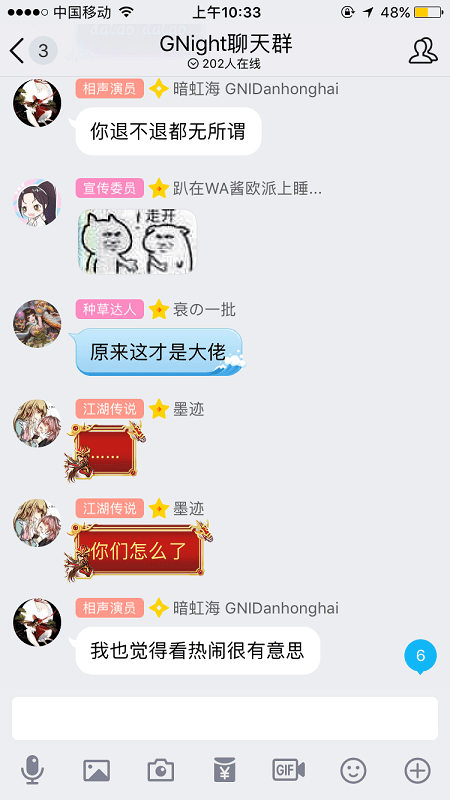 中国移动 上午10:33 48%
3 GNight聊天群
202人在线
相声演员 暗虹海 GNIDanhonghai
你退不退都无所谓
宣传委员 趴在WA酱欧派上睡...
走开
种草达人 衰の一批
原来这才是大佬
江湖传说 墨迹
......
江湖传说 墨迹
你们怎么了
相声演员 暗虹海 GNIDanhonghai
我也觉得看热闹很有意思
6
¥ GIF